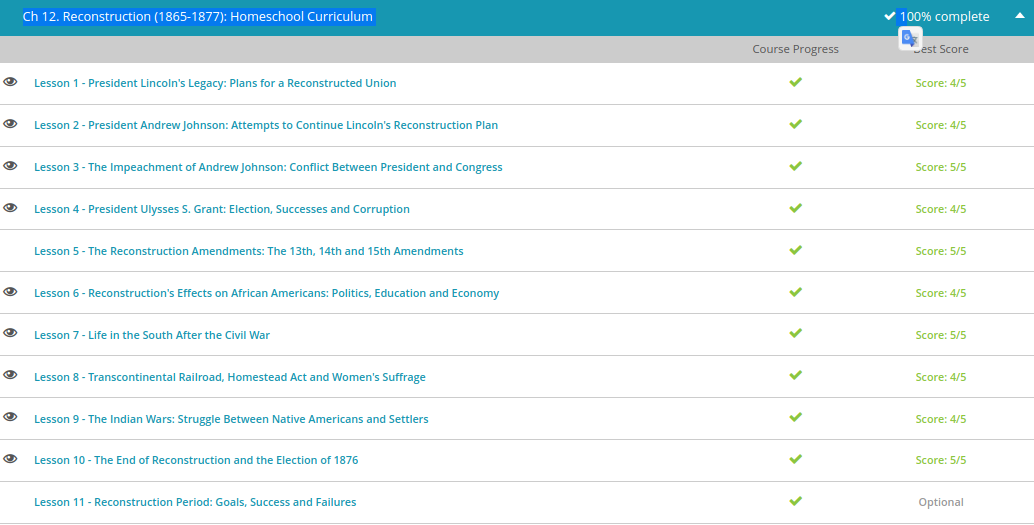 Ch 12. Reconstruction (1865-1877): Homeschool Curriculum 100% complete
Course Progress Best Score
Lesson 1 - President Lincoln's Legacy: Plans for a Reconstructed Union Score: 4/5
Lesson 2 - President Andrew Johnson: Attempts to Continue Lincoln's Reconstruction Plan Score: 4/5
Lesson 3 - The Impeachment of Andrew Johnson: Conflict Between President and Congress Score: 5/5
Lesson 4 - President Ulysses S. Grant: Election, Successes and Corruption Score: 4/5
Lesson 5 - The Reconstruction Amendments: The 13th, 14th and 15th Amendments Score: 5/5
Lesson 6 - Reconstruction's Effects on African Americans: Politics, Education and Economy Score: 4/5
Lesson 7 - Life in the South After the Civil War Score: 5/5
Lesson 8 - Transcontinental Railroad, Homestead Act and Women's Suffrage Score: 4/5
Lesson 9 - The Indian Wars: Struggle Between Native Americans and Settlers Score: 4/5
Lesson 10 - The End of Reconstruction and the Election of 1876 Score: 5/5
Lesson 11 - Reconstruction Period: Goals, Success and Failures Optional